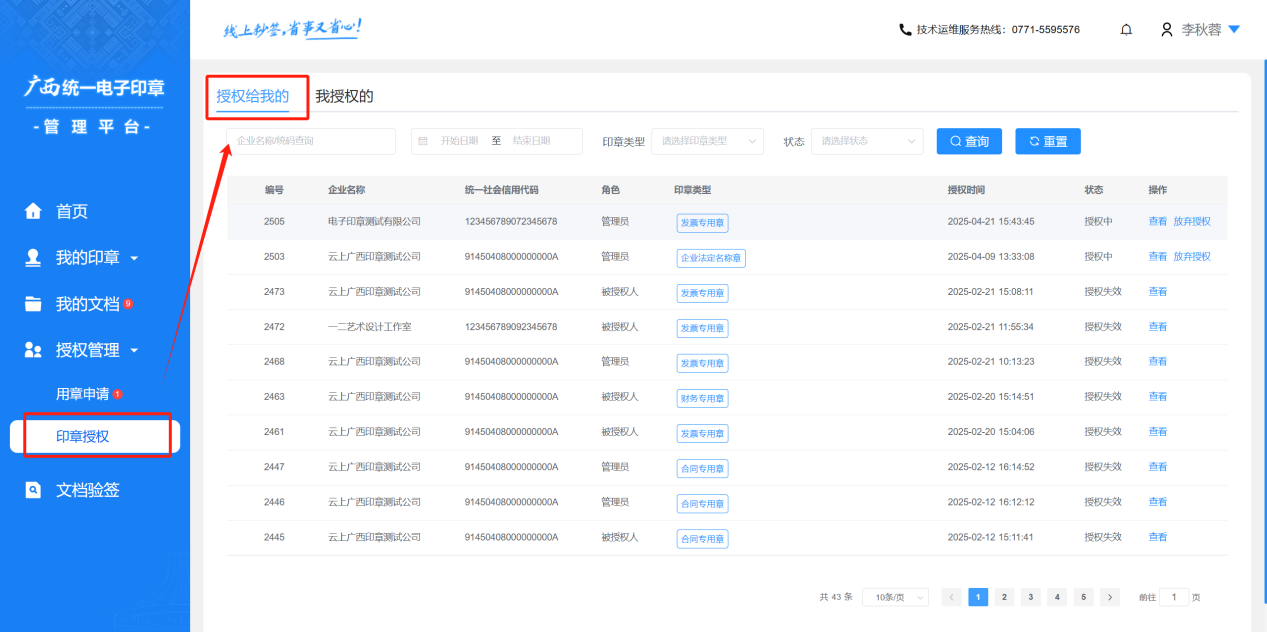 线上抄签,省事又省心!
技术运维服务热线：0771-5595576
李秋蓉
广西统一电子印章
-管理平台-
首页
我的印章
我的文档 9
授权管理
用章申请 1
印章授权
文档验签
授权给我的 我授权的
企业名称/统码查询 开始日期 至 结束日期 印章类型 请选择印章类型 状态 请选择状态 查询 重置
编号 企业名称 统一社会信用代码 角色 印章类型 授权时间 状态 操作
2505 电子印章测试有限公司 123456789072345678 管理员 发票专用章 2025-04-21 15:43:45 授权中 查看 放弃授权
2503 云上广西印章测试公司 91450408000000000A 管理员 企业法定名称章 2025-04-09 13:33:08 授权中 查看 放弃授权
2473 云上广西印章测试公司 91450408000000000A 被授权人 发票专用章 2025-02-21 15:08:11 授权失效 查看
2472 一二艺术设计工作室 123456789092345678 被授权人 发票专用章 2025-02-21 11:55:34 授权失效 查看
2468 云上广西印章测试公司 91450408000000000A 管理员 发票专用章 2025-02-21 10:13:23 授权失效 查看
2463 云上广西印章测试公司 91450408000000000A 被授权人 财务专用章 2025-02-20 15:14:51 授权失效 查看
2461 云上广西印章测试公司 91450408000000000A 被授权人 发票专用章 2025-02-20 15:04:06 授权失效 查看
2447 云上广西印章测试公司 91450408000000000A 管理员 合同专用章 2025-02-12 16:14:52 授权失效 查看
2446 云上广西印章测试公司 91450408000000000A 管理员 合同专用章 2025-02-12 16:12:12 授权失效 查看
2445 云上广西印章测试公司 91450408000000000A 被授权人 合同专用章 2025-02-12 15:11:41 授权失效 查看
共 43 条 10条/页 < 1 2 3 4 5 > 前往 1 页